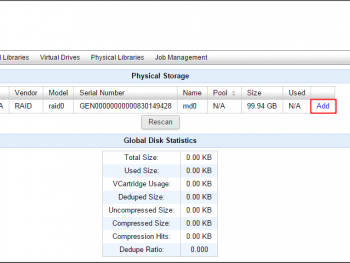 Libraries Virtual Drives Physical Libraries Job Management
Physical Storage
Vendor Model Serial Number Name Pool Size Used
A RAID raid0 GEN00000000000830149428 md0 N/A 99.94 GB N/A Add
Rescan
Global Disk Statistics
Total Size: 0.00 KB
Used Size: 0.00 KB
VCartridge Usage: 0.00 KB
Deduped Size: 0.00 KB
Uncompressed Size: 0.00 KB
Compressed Size: 0.00 KB
Compression Hits: 0.00 KB
Dedupe Ratio: 0.000